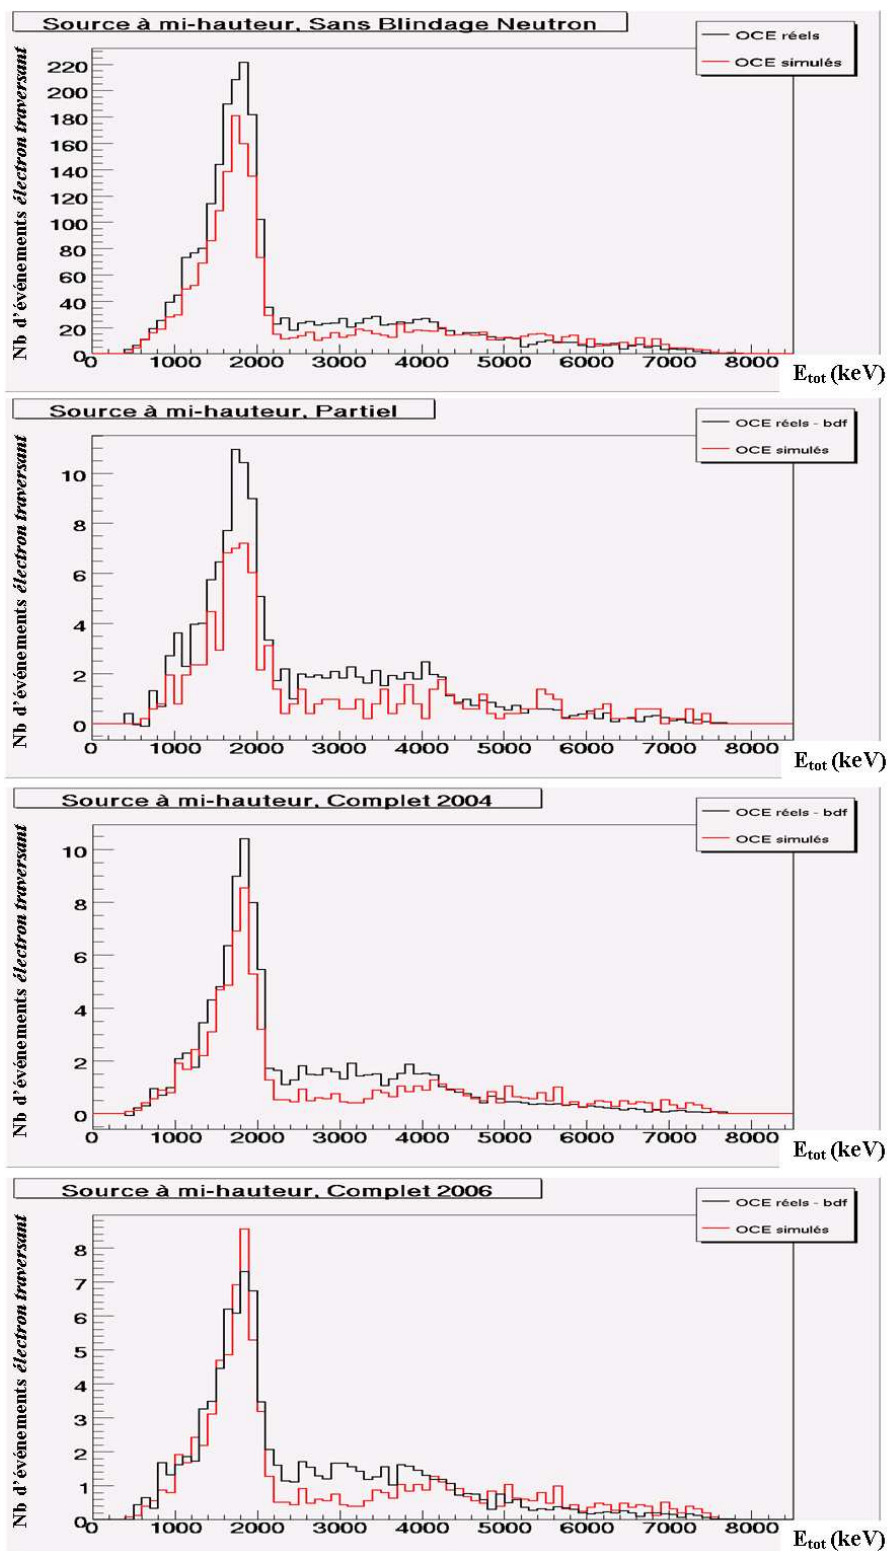 Source à mi-hauteur, Sans Blindage Neutron
OCE réels
OCE simulés
Nb d'événements électron traversant
220
200
180
160
140
120
100
80
60
40
20
0
0 1000 2000 3000 4000 5000 6000 7000 8000
Etot (keV)
Source à mi-hauteur, Partiel
OCE réels - bdf
OCE simulés
Nb d'événements électron traversant
10
8
6
4
2
0
0 1000 2000 3000 4000 5000 6000 7000 8000
Etot (keV)
Source à mi-hauteur, Complet 2004
OCE réels - bdf
OCE simulés
Nb d'événements électron traversant
10
8
6
4
2
0
0 1000 2000 3000 4000 5000 6000 7000 8000
Etot (keV)
Source à mi-hauteur, Complet 2006
OCE réels - bdf
OCE simulés
Nb d'événements électron traversant
8
7
6
5
4
3
2
1
0
0 1000 2000 3000 4000 5000 6000 7000 8000
Etot (keV)